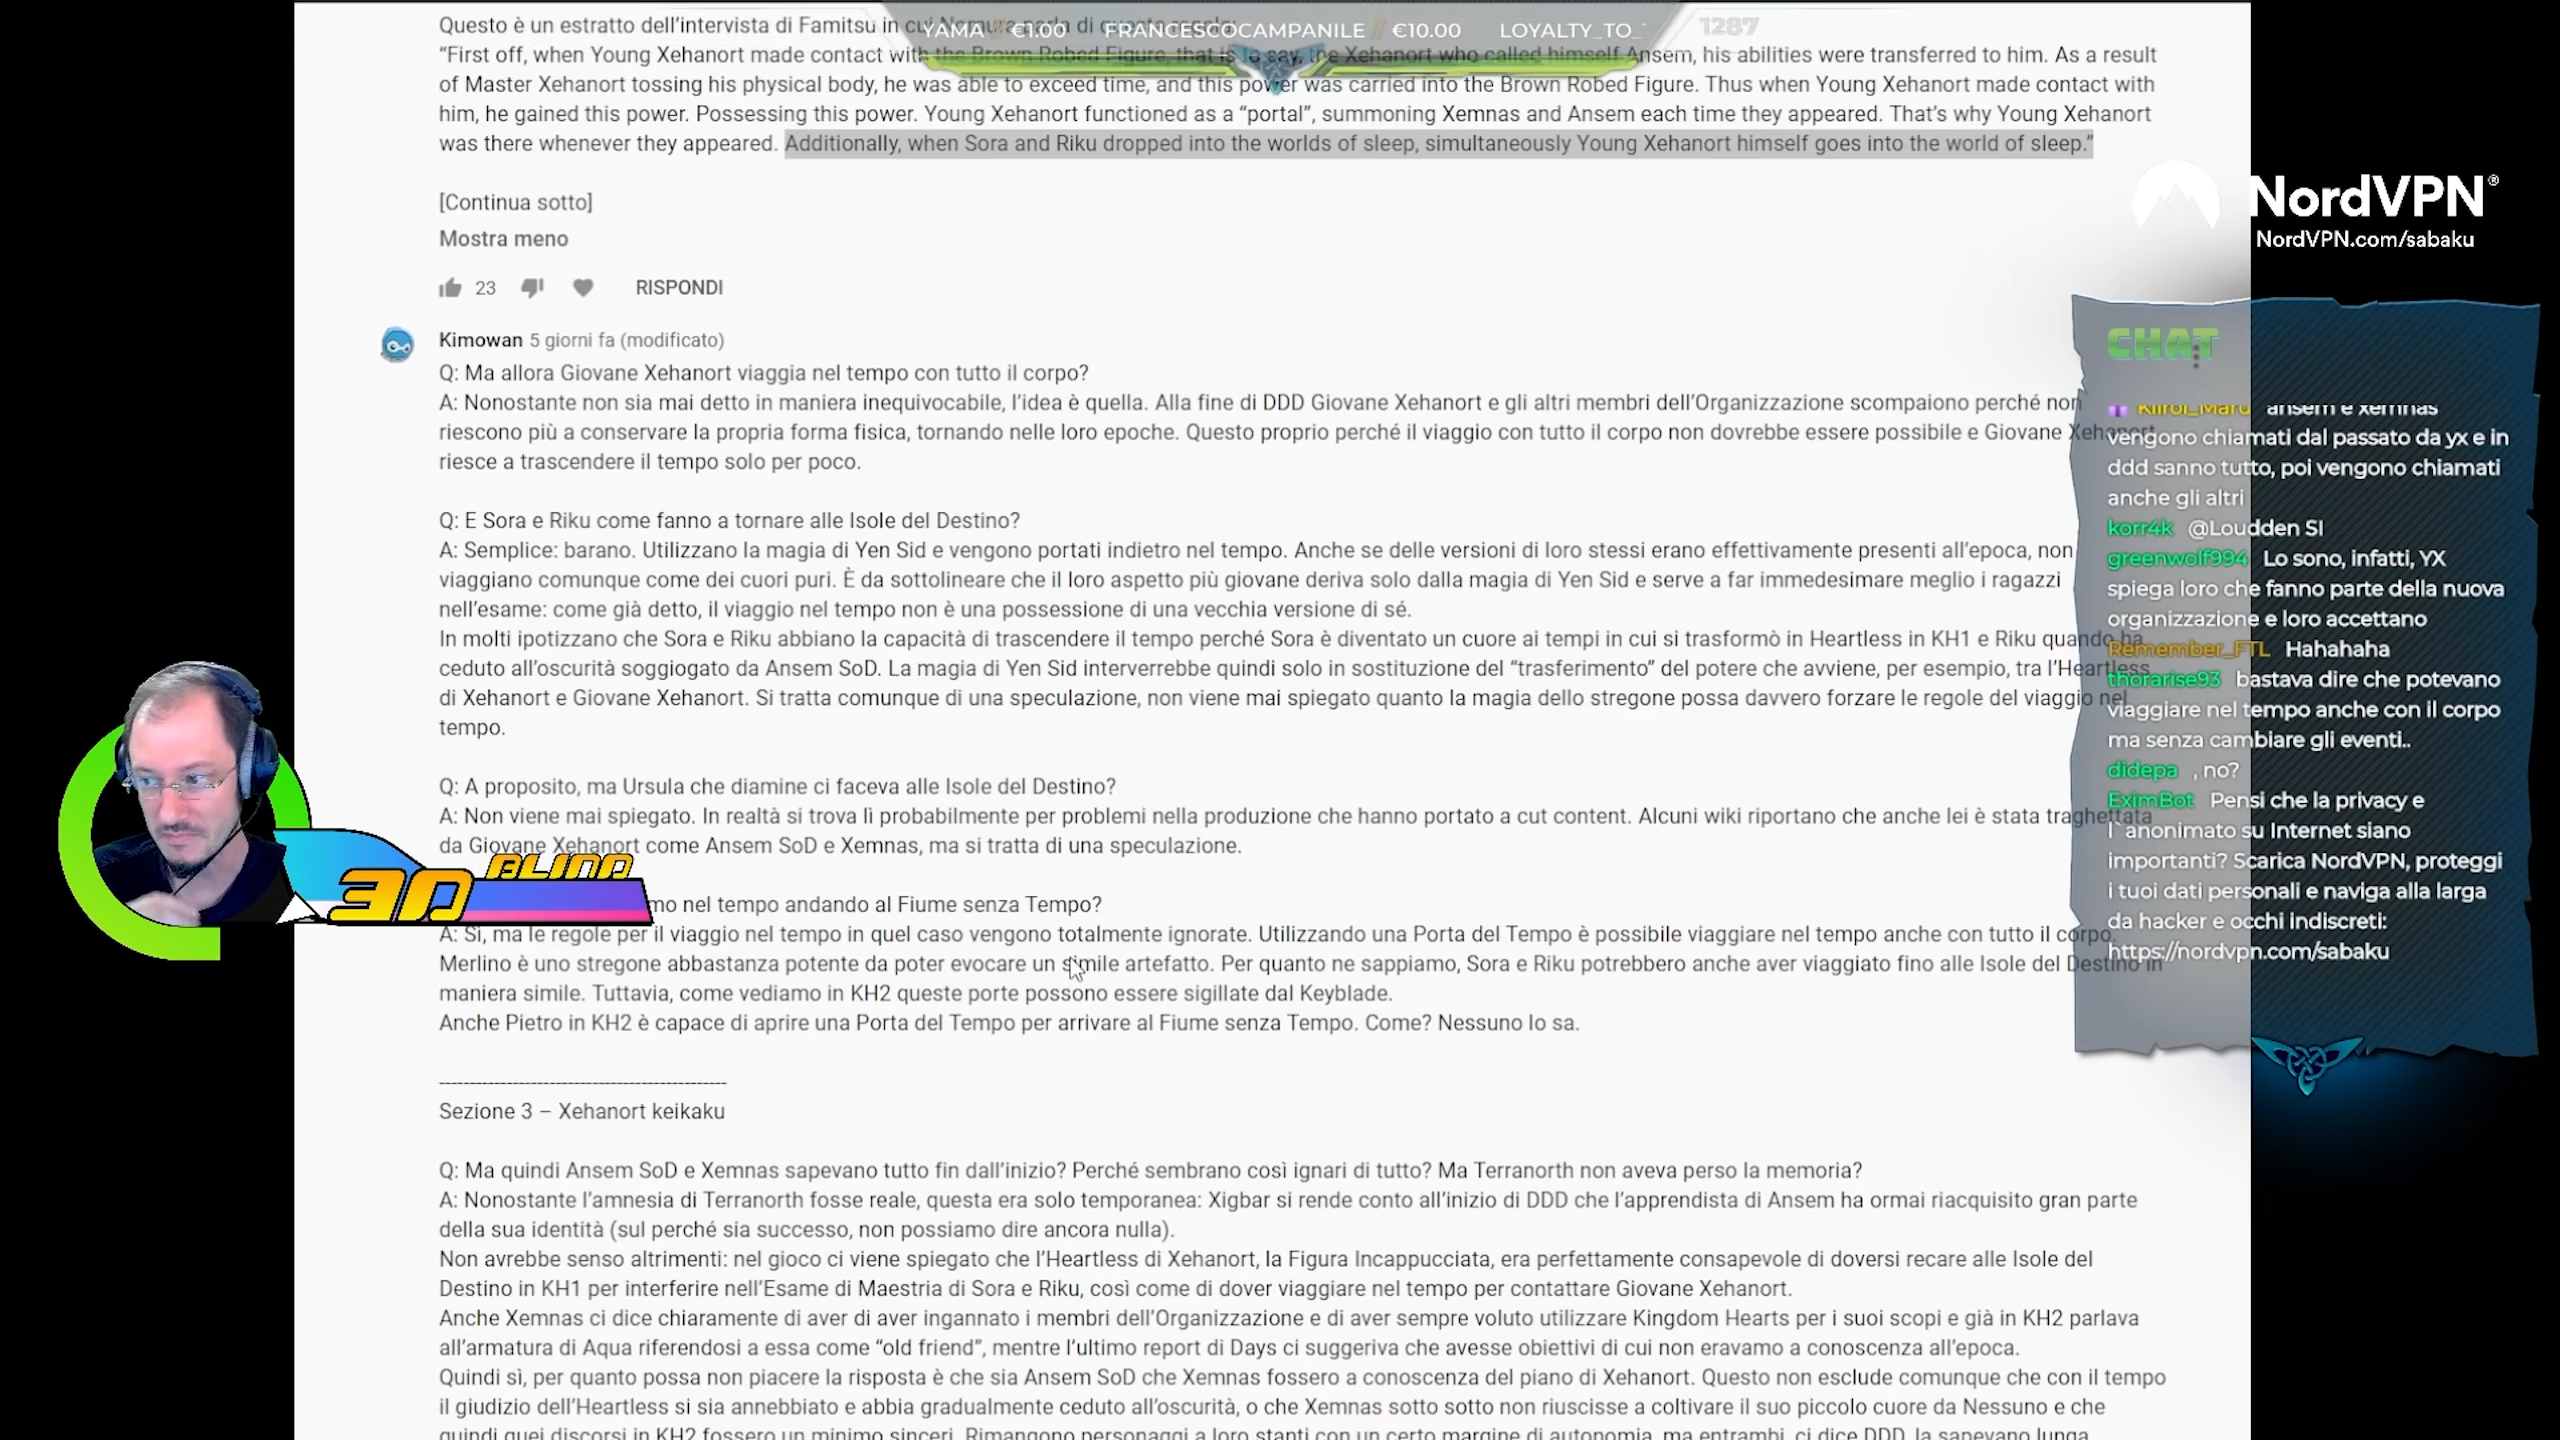 Questo è un estratto dell'intervista di Famitsu in cui Nomura parla di queste regole:
"First off, when Young Xehanort made contact with the Brown Robed Figure, that is to say, the Xehanort who called himself Ansem, his abilities were transferred to him. As a result
of Master Xehanort tossing his physical body, he was able to exceed time, and this power was carried into the Brown Robed Figure. Thus when Young Xehanort made contact with
him, he gained this power. Possessing this power. Young Xehanort functioned as a "portal", summoning Xemnas and Ansem each time they appeared. That's why Young Xehanort
was there whenever they appeared. Additionally, when Sora and Riku dropped into the worlds of sleep, simultaneously Young Xehanort himself goes into the world of sleep."
[Continua sotto]
Mostra meno
23 RISPONDI
Kimowan 5 giorni fa (modificato)
Q: Ma allora Giovane Xehanort viaggia nel tempo con tutto il corpo?
A: Nonostante non sia mai detto in maniera inequivocabile, l'idea è quella. Alla fine di DDD Giovane Xehanort e gli altri membri dell'Organizzazione scompaiono perché non
riescono più a conservare la propria forma fisica, tornando nelle loro epoche. Questo proprio perché il viaggio con tutto il corpo non dovrebbe essere possibile e Giovane Xehanort
riesce a trascendere il tempo solo per poco.
Q: E Sora e Riku come fanno a tornare alle Isole del Destino?
A: Semplice: barano. Utilizzano la magia di Yen Sid e vengono portati indietro nel tempo. Anche se delle versioni di loro stessi erano effettivamente presenti all'epoca, non
viaggiano comunque come dei cuori puri. È da sottolineare che il loro aspetto più giovane deriva solo dalla magia di Yen Sid e serve a far immedesimare meglio i ragazzi
nell'esame: come già detto, il viaggio nel tempo non è una possessione di una vecchia versione di sé.
In molti ipotizzano che Sora e Riku abbiano la capacità di trascendere il tempo perché Sora è diventato un cuore ai tempi in cui si trasformò in Heartless in KH1 e Riku quando ha
ceduto all'oscurità soggiogato da Ansem SoD. La magia di Yen Sid interverrebbe quindi solo in sostituzione del "trasferimento" del potere che avviene, per esempio, tra l'Heartless
di Xehanort e Giovane Xehanort. Si tratta comunque di una speculazione, non viene mai spiegato quanto la magia dello stregone possa davvero forzare le regole del viaggio nel
tempo.
Q: A proposito, ma Ursula che diamine ci faceva alle Isole del Destino?
A: Non viene mai spiegato. In realtà si trova lì probabilmente per problemi nella produzione che hanno portato a cut content. Alcuni wiki riportano che anche lei è stata traghettata
da Giovane Xehanort come Ansem SoD e Xemnas, ma si tratta di una speculazione.
mo nel tempo andando al Fiume senza Tempo?
A: Sì, ma le regole per il viaggio nel tempo in quel caso vengono totalmente ignorate. Utilizzando una Porta del Tempo è possibile viaggiare nel tempo anche con tutto il corpo.
Merlino è uno stregone abbastanza potente da poter evocare un simile artefatto. Per quanto ne sappiamo, Sora e Riku potrebbero anche aver viaggiato fino alle Isole del Destino in
maniera simile. Tuttavia, come vediamo in KH2 queste porte possono essere sigillate dal Keyblade.
Anche Pietro in KH2 è capace di aprire una Porta del Tempo per arrivare al Fiume senza Tempo. Come? Nessuno lo sa.
------------------------------------------------
Sezione 3 – Xehanort keikaku
Q: Ma quindi Ansem SoD e Xemnas sapevano tutto fin dall'inizio? Perché sembrano così ignari di tutto? Ma Terranorth non aveva perso la memoria?
A: Nonostante l'amnesia di Terranorth fosse reale, questa era solo temporanea: Xigbar si rende conto all'inizio di DDD che l'apprendista di Ansem ha ormai riacquisito gran parte
della sua identità (sul perché sia successo, non possiamo dire ancora nulla).
Non avrebbe senso altrimenti: nel gioco ci viene spiegato che l'Heartless di Xehanort, la Figura Incappucciata, era perfettamente consapevole di doversi recare alle Isole del
Destino in KH1 per interferire nell'Esame di Maestria di Sora e Riku, così come di dover viaggiare nel tempo per contattare Giovane Xehanort.
Anche Xemnas ci dice chiaramente di aver di aver ingannato i membri dell'Organizzazione e di aver sempre voluto utilizzare Kingdom Hearts per i suoi scopi e già in KH2 parlava
all'armatura di Aqua riferendosi a essa come "old friend", mentre l'ultimo report di Days ci suggeriva che avesse obiettivi di cui non eravamo a conoscenza all'epoca.
Quindi sì, per quanto possa non piacere la risposta è che sia Ansem SoD che Xemnas fossero a conoscenza del piano di Xehanort. Questo non esclude comunque che con il tempo
il giudizio dell'Heartless si sia annebbiato e abbia gradualmente ceduto all'oscurità, o che Xemnas sotto sotto non riuscisse a coltivare il suo piccolo cuore da Nessuno e che
quindi quei discorsi in KH2 fossero un minimo sinceri. Rimangono personaggi a loro stanti con un certo margine di autonomia, ma entrambi, ci dice DDD, la sapevano lunga
YAMA // €1.00 FRANCESCOCAMPANILE // €10.00 LOYALTY_TO_
1287
NordVPN®
NordVPN.com/sabaku
CHAT
Kiiroi_Maru ansem e xemnas
vengono chiamati dal passato da yx e in
ddd sanno tutto, poi vengono chiamati
anche gli altri
korr4k @Loudden SI
greenwolf994 Lo sono, infatti, YX
spiega loro che fanno parte della nuova
organizzazione e loro accettano
Remember_FTL Hahahaha
thorarise93 bastava dire che potevano
viaggiare nel tempo anche con il corpo
ma senza cambiare gli eventi..
didepa , no?
EximBot Pensi che la privacy e
l`anonimato su Internet siano
importanti? Scarica NordVPN, proteggi
i tuoi dati personali e naviga alla larga
da hacker e occhi indiscreti:
https://nordvpn.com/sabaku
BLIND
3D